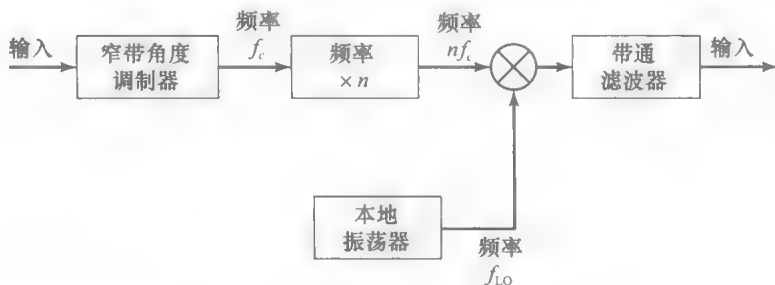 输入
窄带角度
调制器
频率
f_c
频率
× n
频率
nf_c
带通
滤波器
输入
本地
振荡器
频率
f_LO